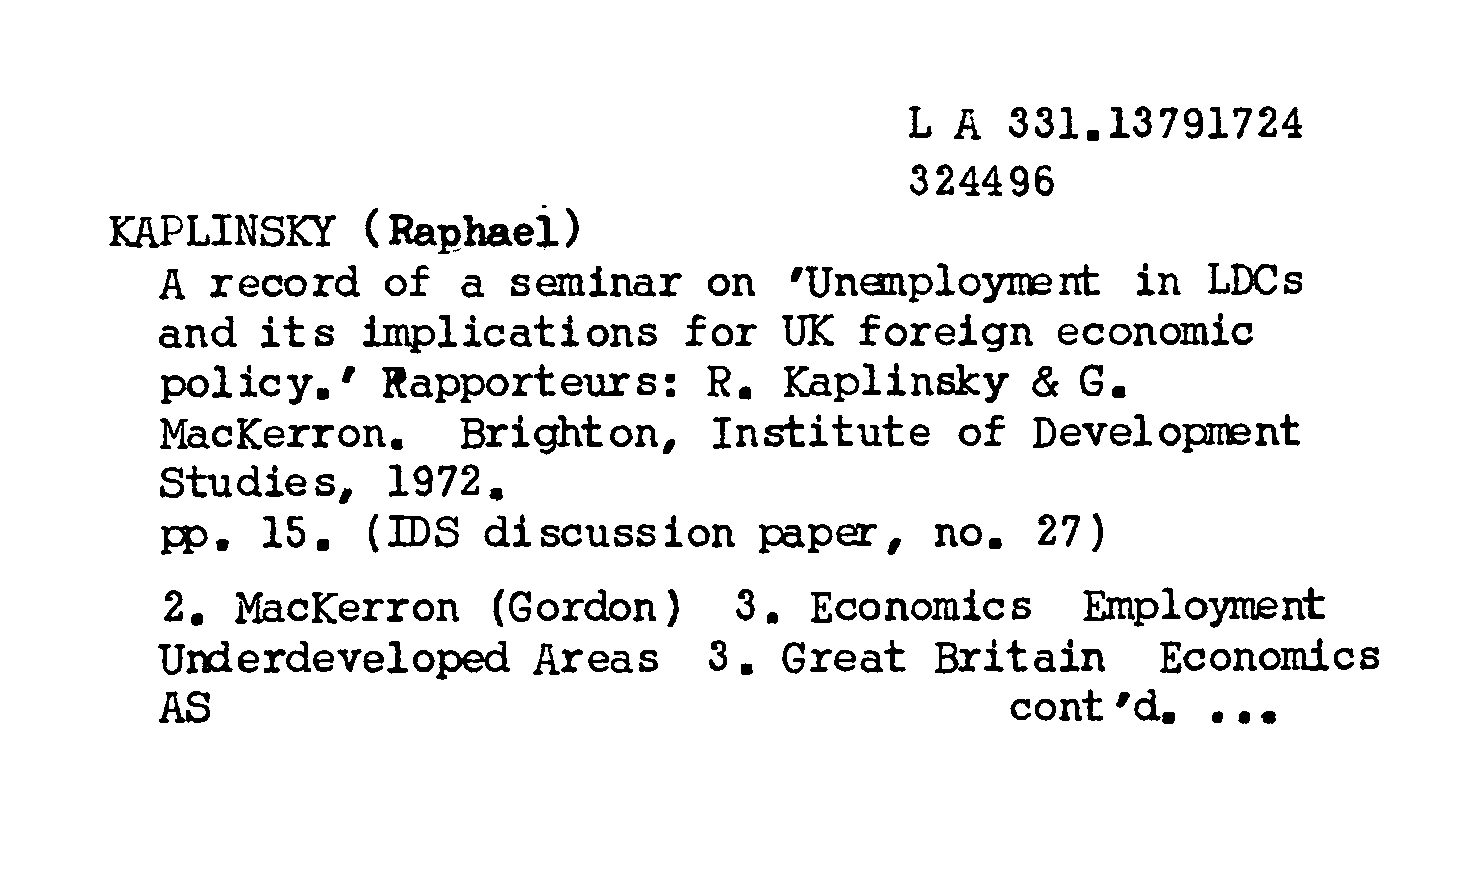 L A 331.13791724
324496
KAPLINSKY (Raphael)
A record of a seminar on 'Unemployment in LDCs
and its implications for UK foreign economic
policy.' Rapporteurs: R. Kaplinsky & G.
MacKerron. Brighton, Institute of Development
Studies, 1972.
pp. 15. (IDS discussion paper, no. 27)
2. MacKerron (Gordon) 3. Economics Employment
Underdeveloped Areas 3. Great Britain Economics
AS cont'd. ...